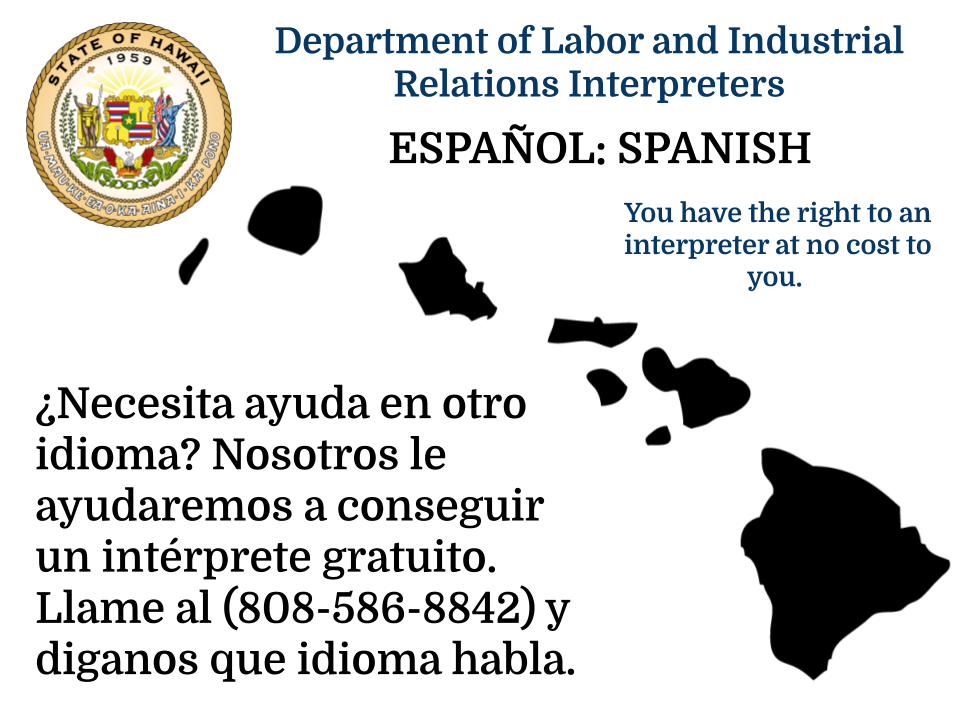 STATE OF HAWAII
1959
UA MAU KE EA O KA AINA I KA PONO
Department of Labor and Industrial
Relations Interpreters
ESPAÑOL: SPANISH
You have the right to an
interpreter at no cost to
you.
¿Necesita ayuda en otro
idioma? Nosotros le
ayudaremos a conseguir
un intérprete gratuito.
Llame al (808-586-8842) y
diganos que idioma habla.